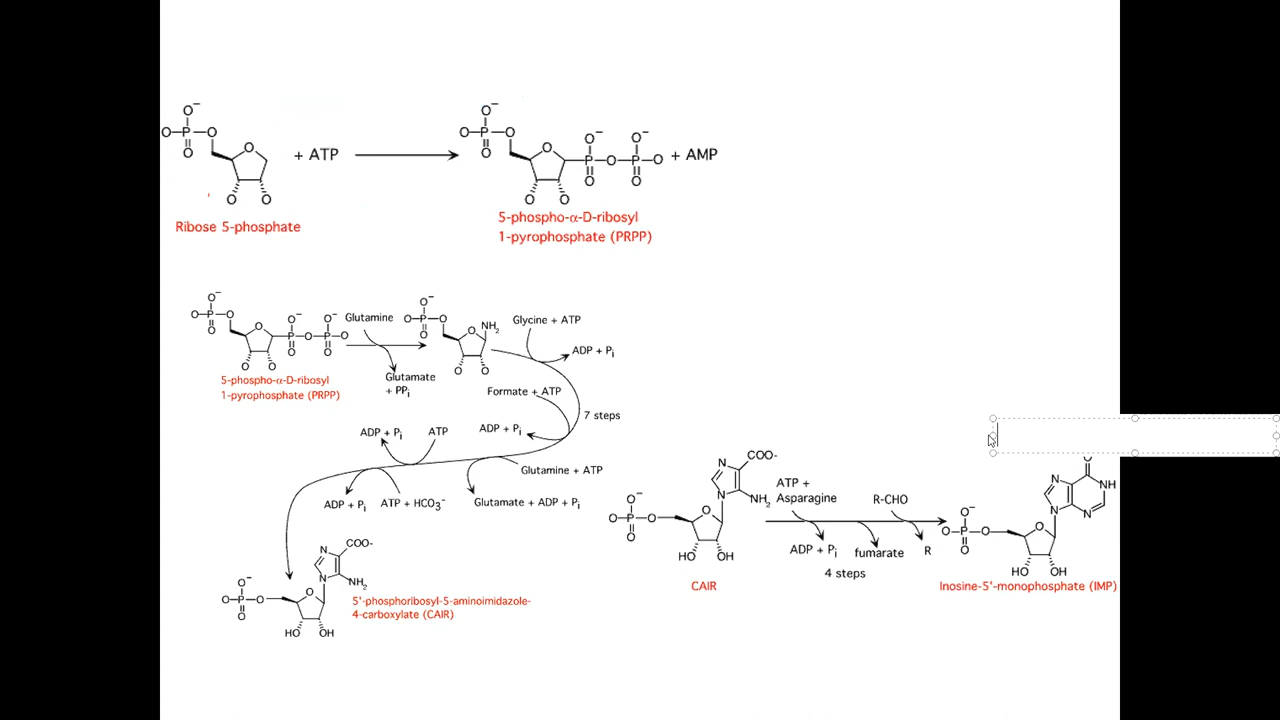 + ATP
+ AMP
Ribose 5-phosphate
5-phospho-α-D-ribosyl
1-pyrophosphate (PRPP)
O⁻
O-P-O
O
O
O O
O⁻
O-P-O
O
O
O O
O⁻ O⁻
P-O-P-O
O O
Glutamine
Glutamate
+ PPi
5-phospho-α-D-ribosyl
1-pyrophosphate (PRPP)
O⁻
O-P-O
O
O
O O
O⁻ O⁻
P-O-P-O
O O
O⁻
O-P-O
O
O
NH₂
O O
Glycine + ATP
ADP + Pi
Formate + ATP
7 steps
ADP + Pi
ATP
ADP + Pi
Glutamine + ATP
Glutamate + ADP + Pi
ATP + HCO3⁻
ADP + Pi
O⁻
O-P-O
O
O
N
N
COO-
NH₂
HO OH
5'-phosphoribosyl-5-aminoimidazole-
4-carboxylate (CAIR)
O⁻
O-P-O
O
O
N
N
COO-
NH₂
HO OH
CAIR
ATP +
Asparagine
R-CHO
ADP + Pi
fumarate
R
4 steps
O⁻
O-P-O
O
O
N
N
O
NH
N
HO OH
Inosine-5'-monophosphate (IMP)